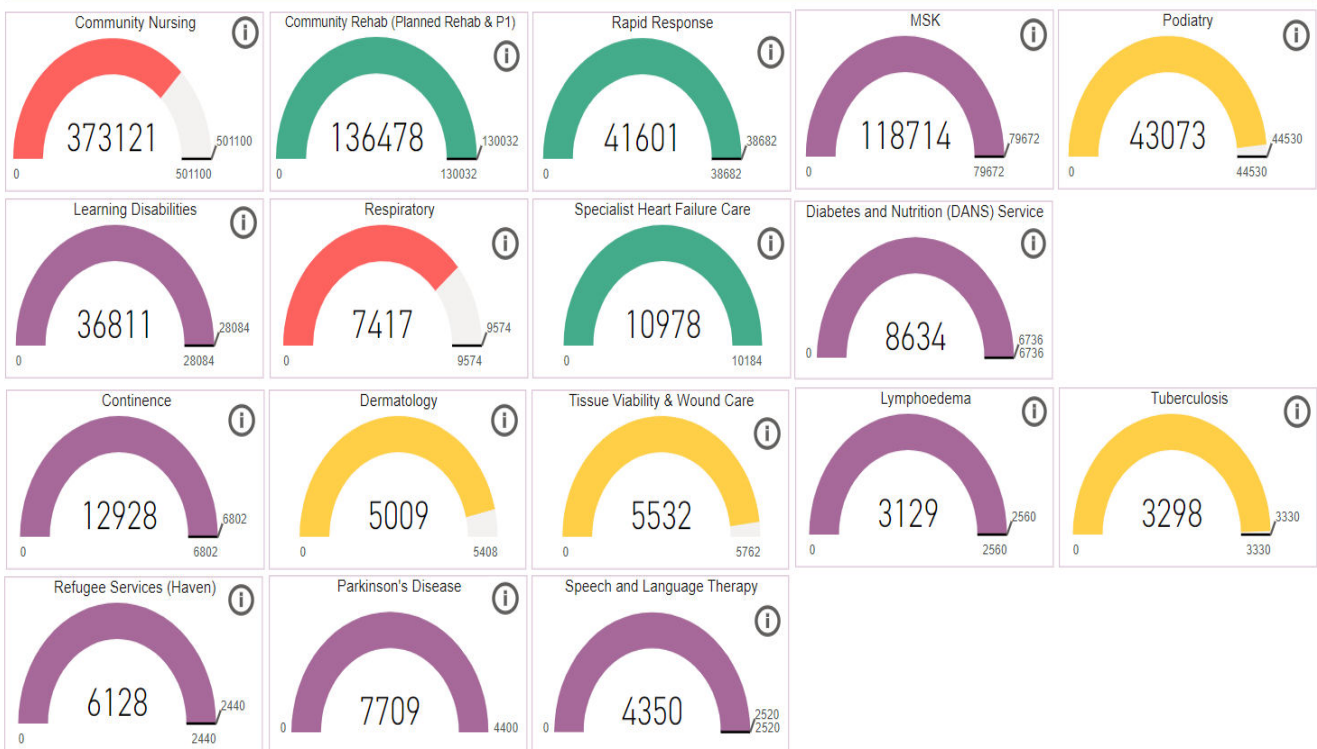 Community Nursing
i
373121
501100
0
501100
Community Rehab (Planned Rehab & P1)
i
136478
130032
0
130032
Rapid Response
i
41601
38682
0
38682
MSK
i
118714
79672
0
79672
Podiatry
i
43073
44530
0
44530
Learning Disabilities
i
36811
28084
0
28084
Respiratory
i
7417
9574
0
9574
Specialist Heart Failure Care
i
10978
0
10184
Diabetes and Nutrition (DANS) Service
i
8634
6736
0
6736
Continence
i
12928
6802
0
6802
Dermatology
i
5009
0
5408
Tissue Viability & Wound Care
i
5532
0
5762
Lymphoedema
i
3129
2560
0
2560
Tuberculosis
i
3298
3330
0
3330
Refugee Services (Haven)
i
6128
2440
0
2440
Parkinson's Disease
i
7709
0
4400
Speech and Language Therapy
i
4350
2520
0
2520